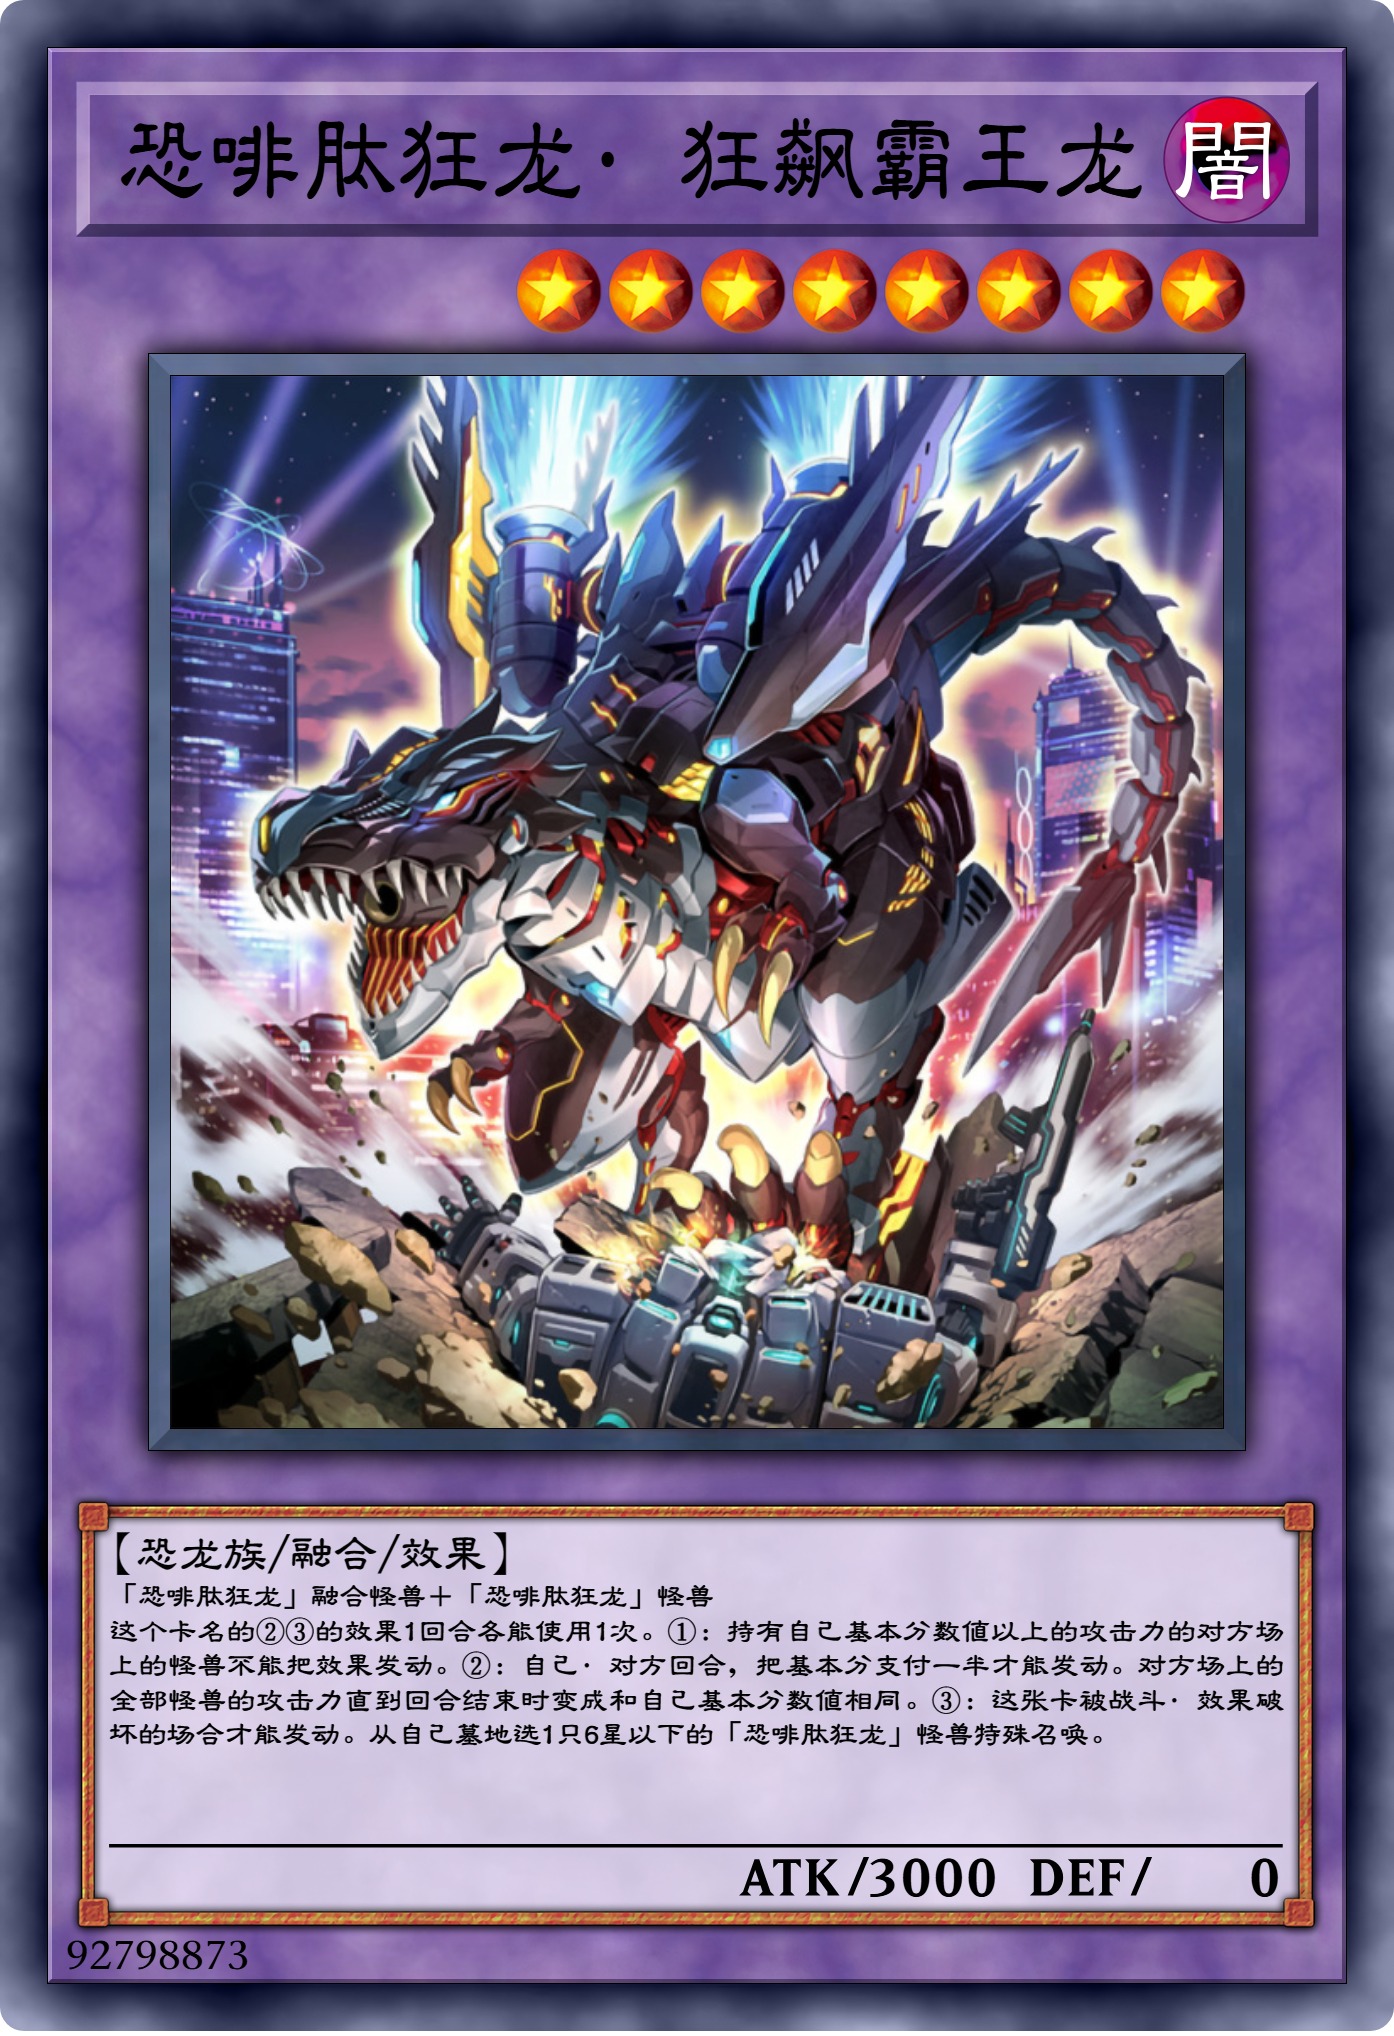 恐啡肽狂龙·狂飙霸王龙
闇
【恐龙族/融合/效果】
「恐啡肽狂龙」融合怪兽＋「恐啡肽狂龙」怪兽
这个卡名的②③的效果1回合各能使用1次。①：持有自己基本分数值以上的攻击力的对方场
上的怪兽不能把效果发动。②：自己·对方回合，把基本分支付一半才能发动。对方场上的
全部怪兽的攻击力直到回合结束时变成和自己基本分数值相同。③：这张卡被战斗·效果破
坏的场合才能发动。从自己墓地选1只6星以下的「恐啡肽狂龙」怪兽特殊召唤。
ATK/3000 DEF/ 0
92798873